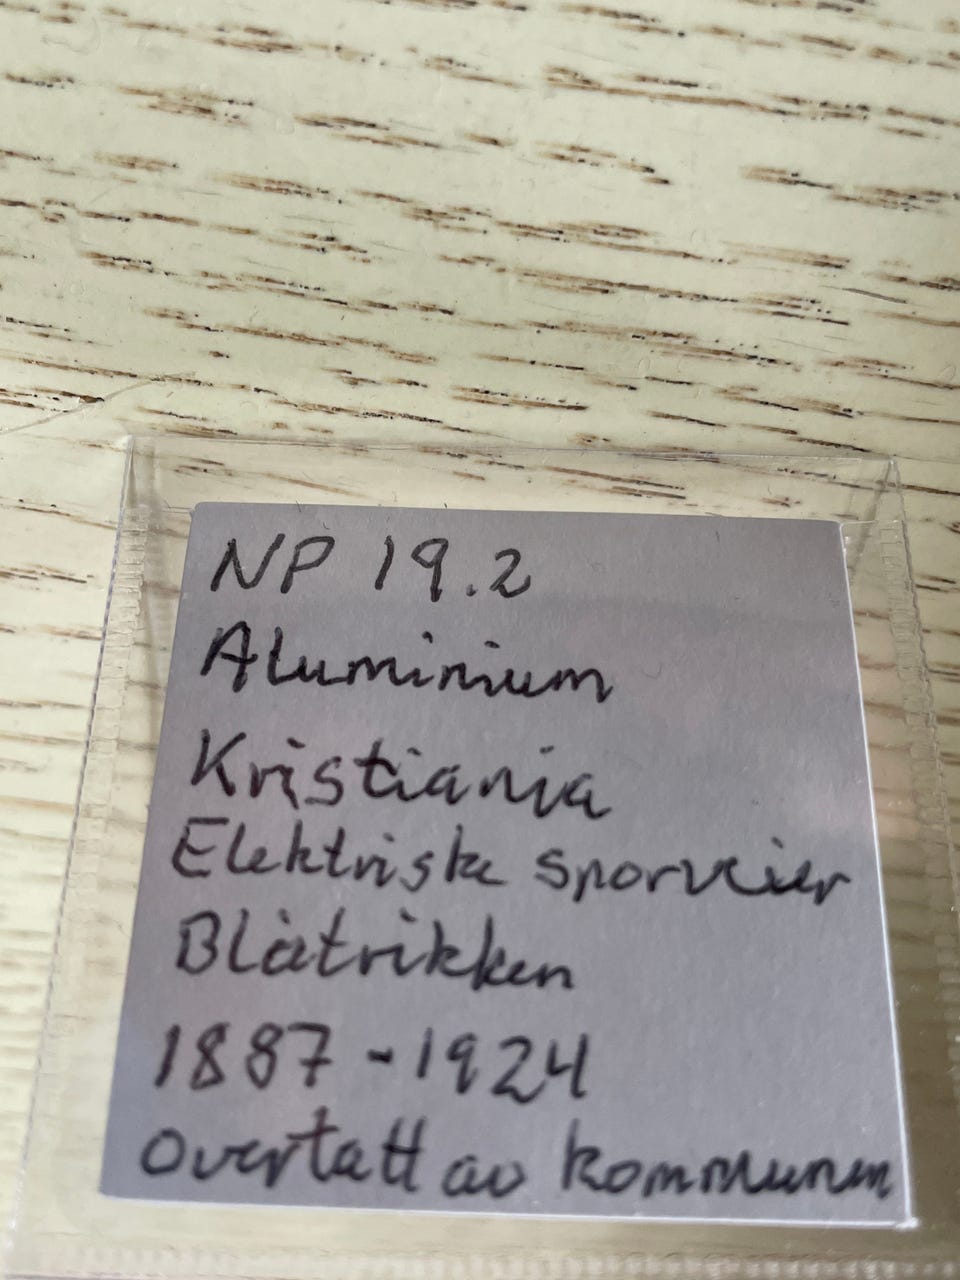 NP 19.2
Aluminium
Kristiania
Elektriske sporveier
Blåtrikken
1887-1924
overtatt av kommunen